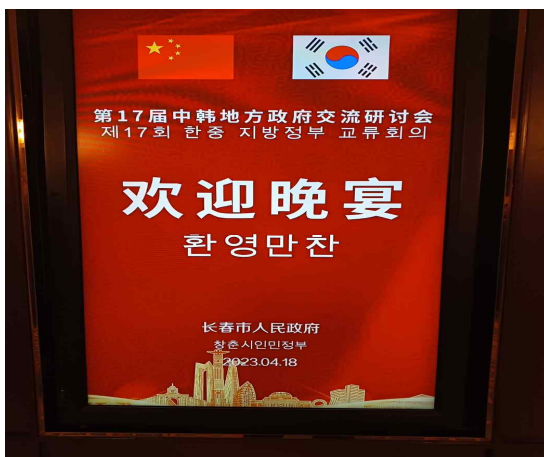 第17届中韩地方政府交流研讨会
제17회 한중 지방정부 교류회의
欢迎晚宴
환영만찬
长春市人民政府
창춘시인민정부
2023.04.18